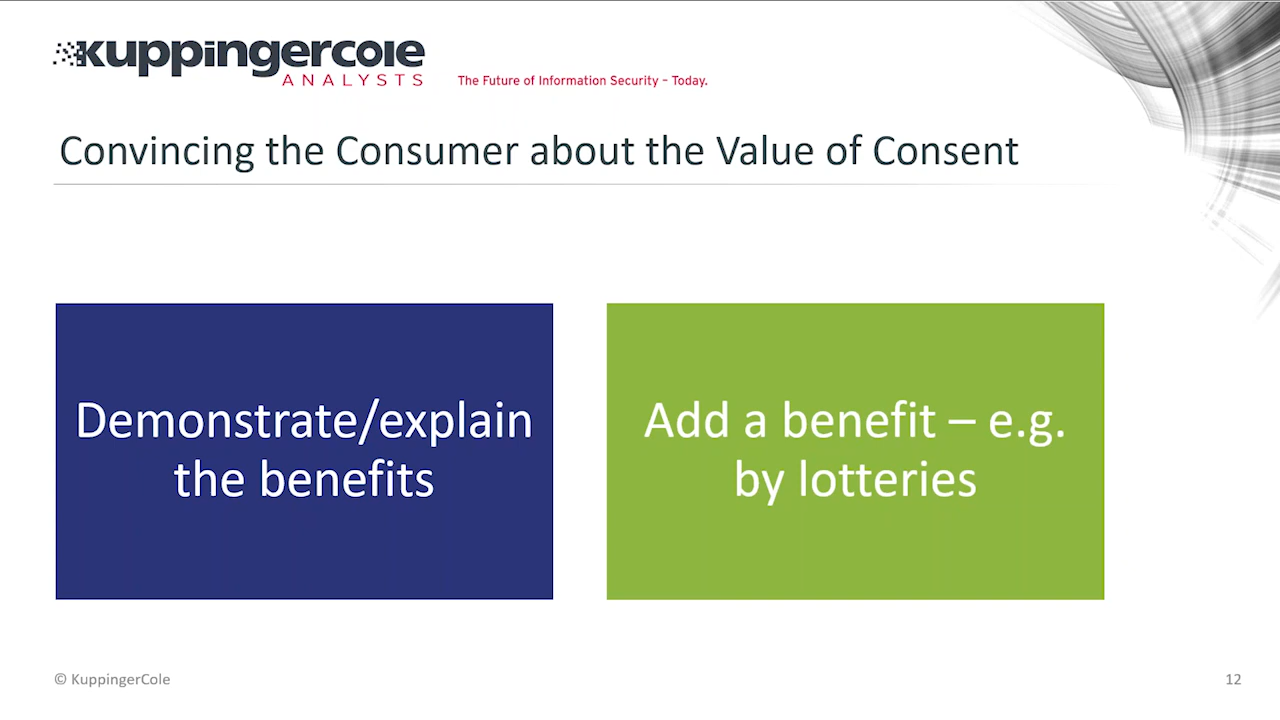 kuppingercole
ANALYSTS
The Future of Information Security – Today.
Convincing the Consumer about the Value of Consent
Demonstrate/explain
the benefits
Add a benefit – e.g.
by lotteries
© KuppingerCole
12